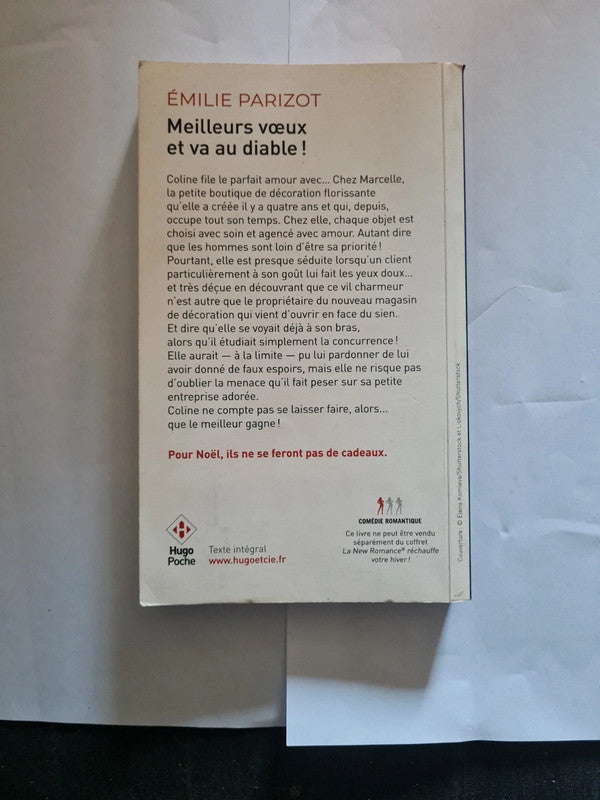 ÉMILIE PARIZOT
Meilleurs vœux
et va au diable !
Coline file le parfait amour avec... Chez Marcelle,
la petite boutique de décoration florissante
qu'elle a créée il y a quatre ans et qui, depuis,
occupe tout son temps. Chez elle, chaque objet est
choisi avec soin et agencé avec amour. Autant dire
que les hommes sont loin d'être sa priorité !
Pourtant, elle est presque séduite lorsqu'un client
particulièrement à son goût lui fait les yeux doux...
et très déçue en découvrant que ce vil charmeur
n'est autre que le propriétaire du nouveau magasin
de décoration qui vient d'ouvrir en face du sien.
Et dire qu'elle se voyait déjà à son bras,
alors qu'il étudiait simplement la concurrence !
Elle aurait — à la limite — pu lui pardonner de lui
avoir donné de faux espoirs, mais elle ne risque pas
d'oublier la menace qu'il fait peser sur sa petite
entreprise adorée.
Coline ne compte pas se laisser faire, alors...
que le meilleur gagne !
Pour Noël, ils ne se feront pas de cadeaux.
Hugo
Poche
Texte intégral
www.hugoetcie.fr
COMÉDIE ROMANTIQUE
Ce livre ne peut être vendu
séparément du coffret
La New Romance® réchauffe
votre hiver !
Couverture : © Elena Komteva/Shutterstock et Liskovych/Shutterstock